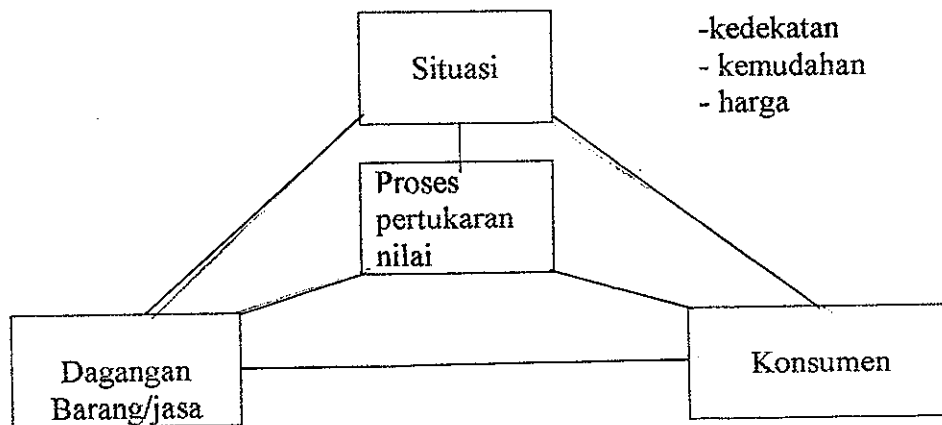 Situasi
-kedekatan
- kemudahan
- harga
Proses
pertukaran
nilai
Dagangan
Barang/jasa
Konsumen